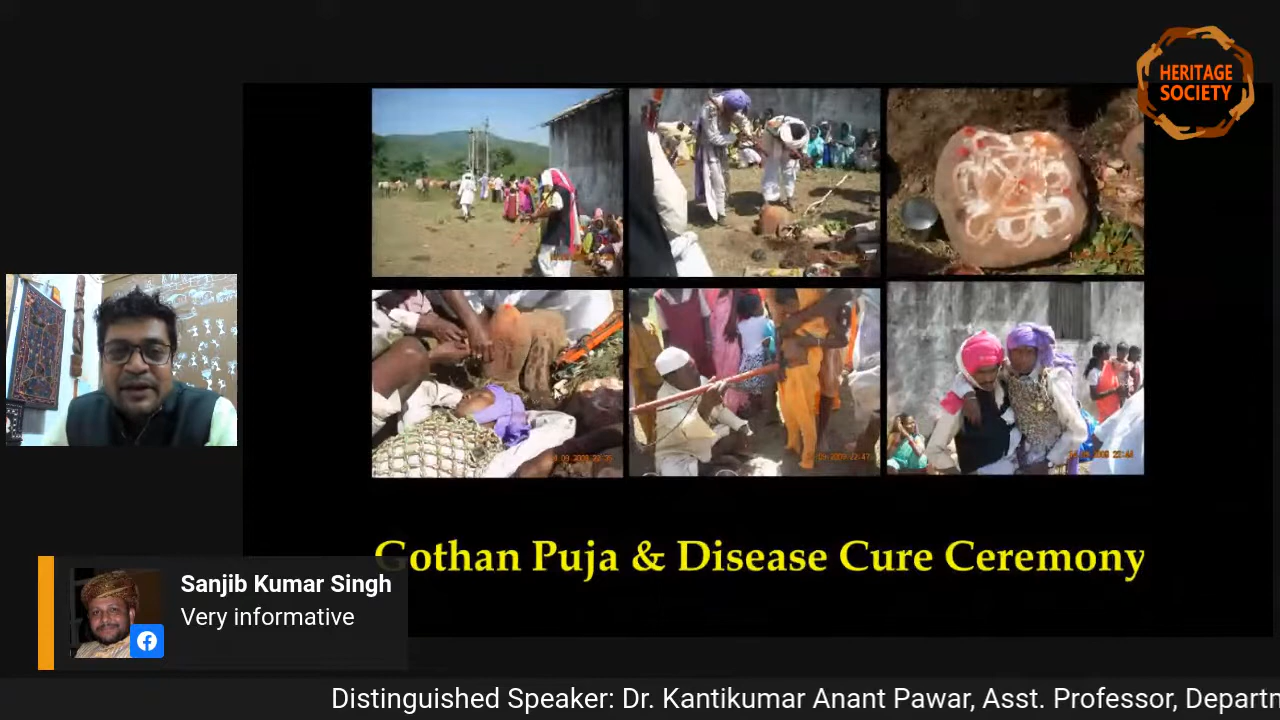 HERITAGE
SOCIETY
Gothan Puja & Disease Cure Ceremony
Sanjib Kumar Singh
Very informative
Distinguished Speaker: Dr. Kantikumar Anant Pawar, Asst. Professor, Departm